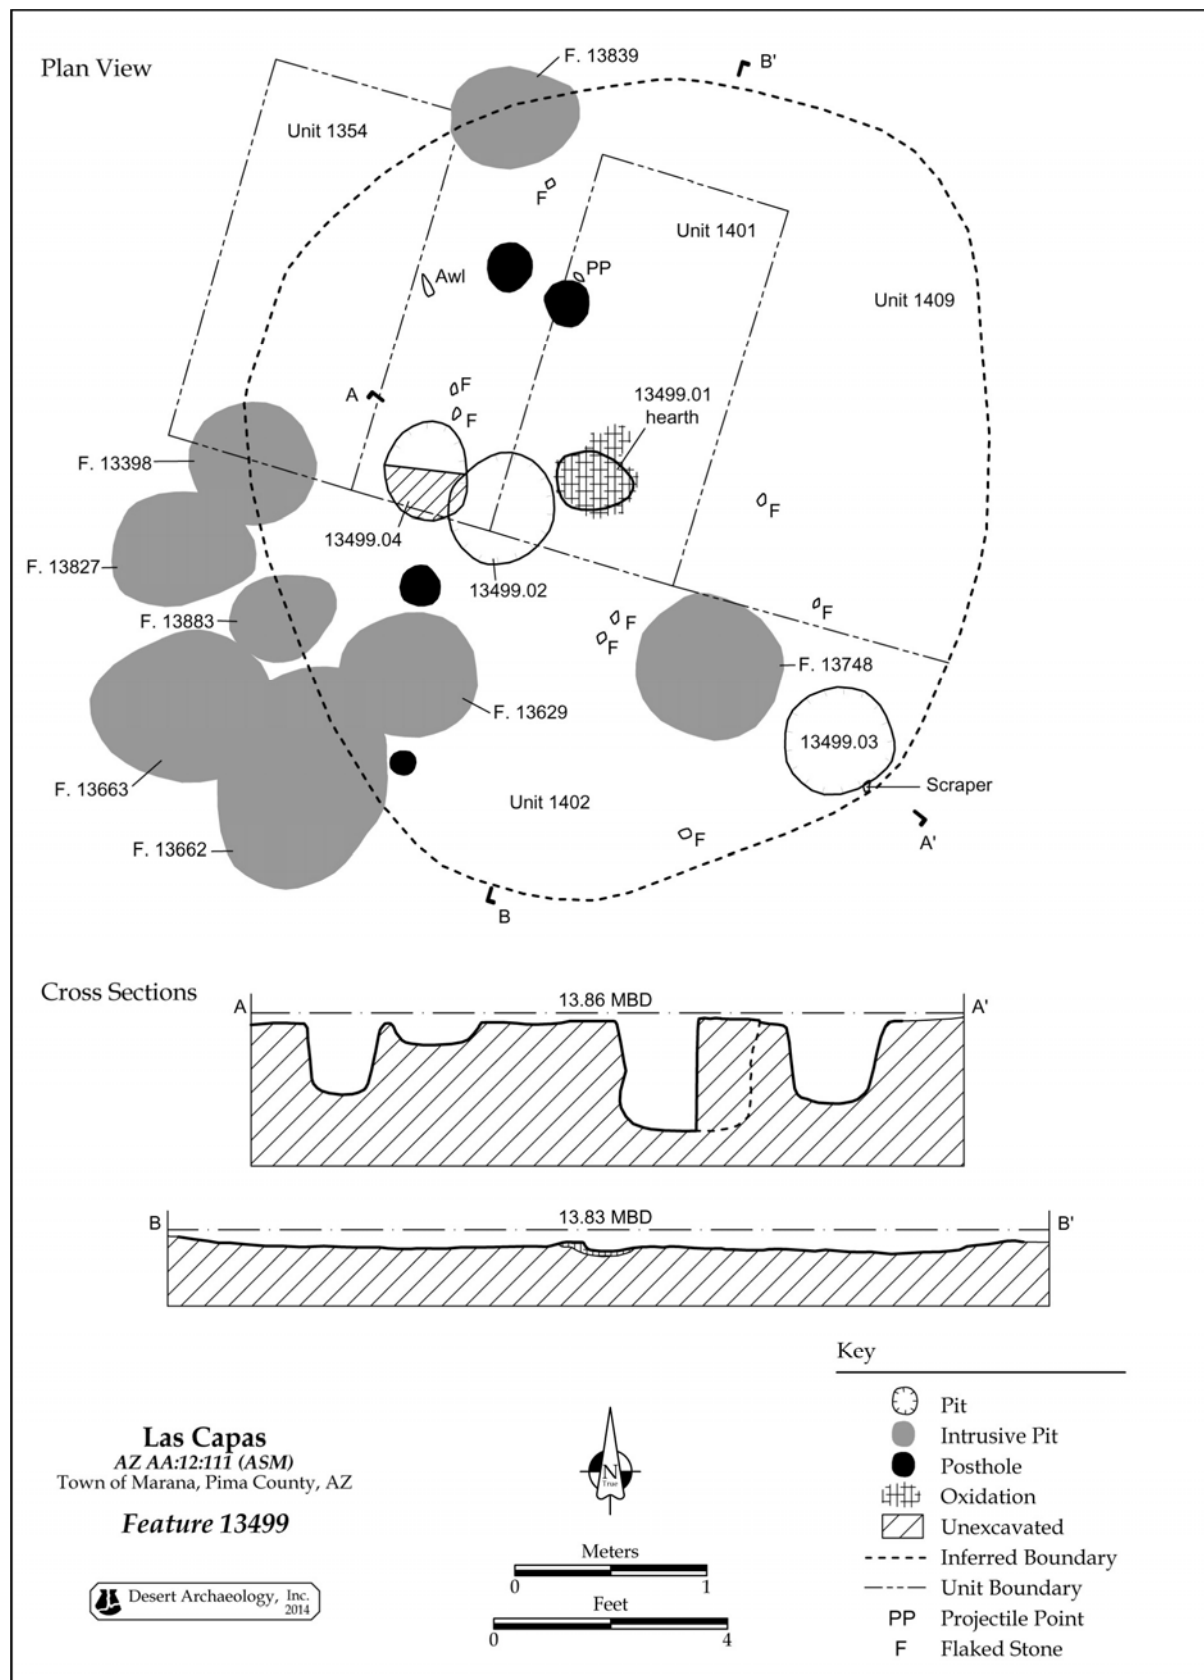 Plan View
F. 13839
B'
Unit 1354
F
Unit 1401
Awl
PP
Unit 1409
A
F
F
13499.01
hearth
F. 13398
F
13499.04
F. 13827
13499.02
F
F. 13883
F
F
F. 13748
F. 13629
13499.03
F. 13663
Scraper
Unit 1402
F
A'
F. 13662
B
Cross Sections
A
13.86 MBD
A'
B
13.83 MBD
B'
Key
Pit
Intrusive Pit
Posthole
Oxidation
Unexcavated
Inferred Boundary
Unit Boundary
PP Projectile Point
F Flaked Stone
Las Capas
AZ AA:12:111 (ASM)
Town of Marana, Pima County, AZ
Feature 13499
Desert Archaeology, Inc.
2014
N
True
Meters
0 1
Feet
0 4